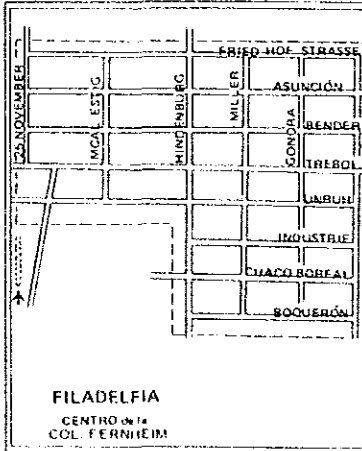 FRIED HOF STRASSE
ASUNCIÓN
BENDER
TREBOL
UNRUH
INDUSTRIE
CHACO BOREAL
BOQUERÓN
25 NOVEMBER
MCAL. ESTIG
HINDENBURG
MILLER
GONDRA
FILADELFIA
CENTRO de la
COL. FERNHEIM